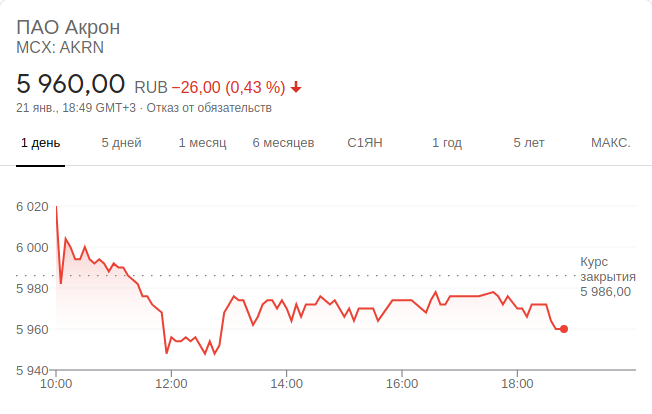 ПАО Акрон
MCX: AKRN
5 960,00 RUB −26,00 (0,43 %)
21 янв., 18:49 GMT+3 · Отказ от обязательств
1 день 5 дней 1 месяц 6 месяцев С1ЯН 1 год 5 лет МАКС.
6 020
6 000
5 980
5 960
5 940
Курс
закрытия
5 986,00
10:00 12:00 14:00 16:00 18:00